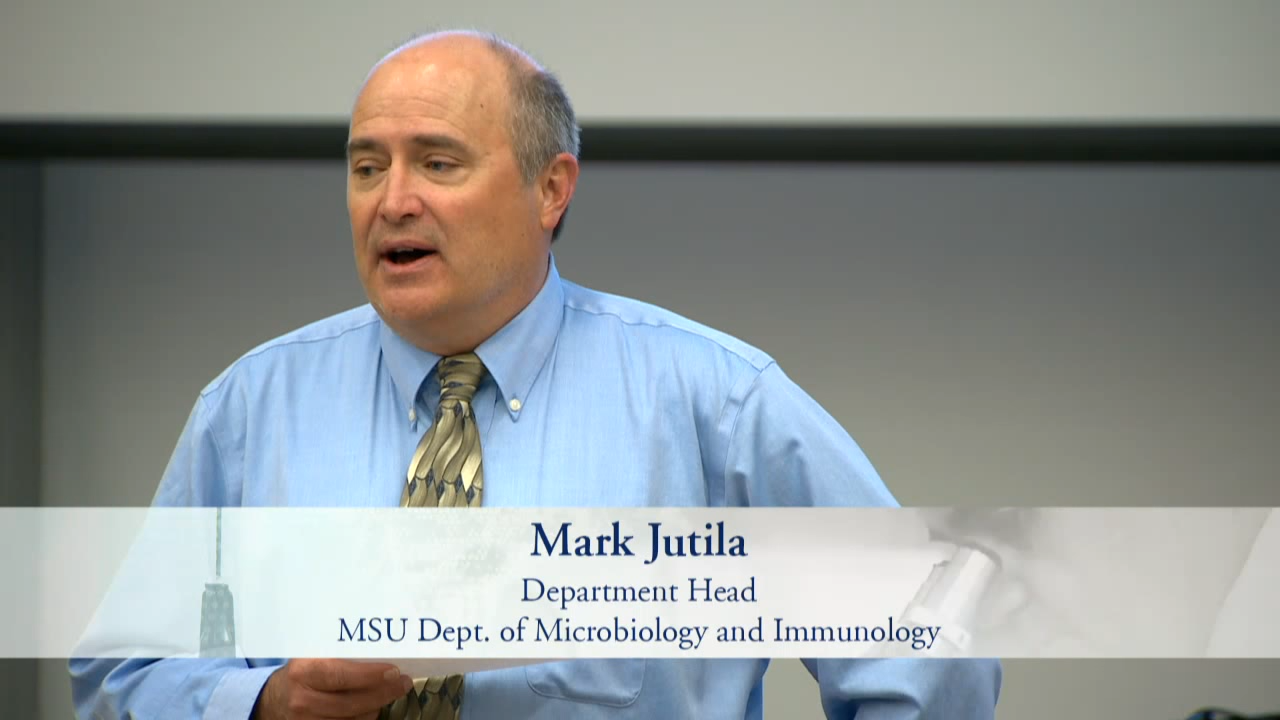 Mark Jutila
Department Head
MSU Dept. of Microbiology and Immunology